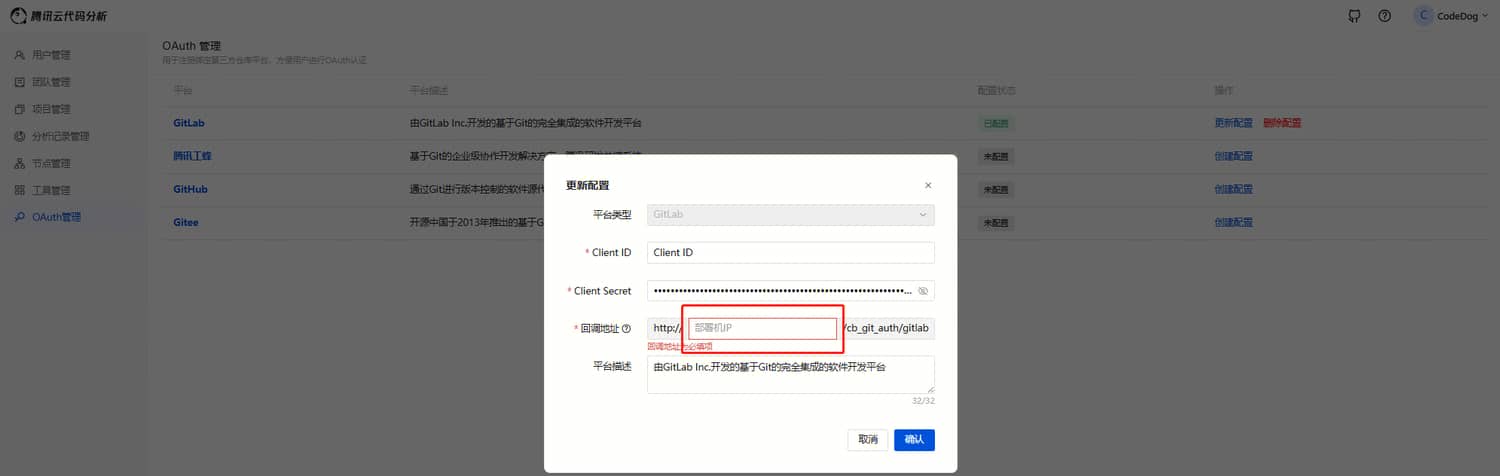 腾讯云代码分析
C CodeDog
用户管理
团队管理
项目管理
分析记录管理
节点管理
工具管理
OAuth管理
OAuth 管理
用于注册绑定第三方仓库平台，方便用户进行OAuth认证
平台 平台描述 配置状态 操作
GitLab 由GitLab Inc.开发的基于Git的完全集成的软件开发平台 已配置 更新配置 删除配置
腾讯工蜂 基于Git的企业级协作开发解决方案 未配置 创建配置
GitHub 通过Git进行版本控制的软件源代 未配置 创建配置
Gitee 开源中国于2013年推出的基于G 未配置 创建配置
更新配置
平台类型 GitLab
* Client ID Client ID
* Client Secret ...
* 回调地址 http:// 部署机IP /cb_git_auth/gitlab
回调地址为必填项
平台描述 由GitLab Inc.开发的基于Git的完全集成的软件开发平台
32/32
取消 确认